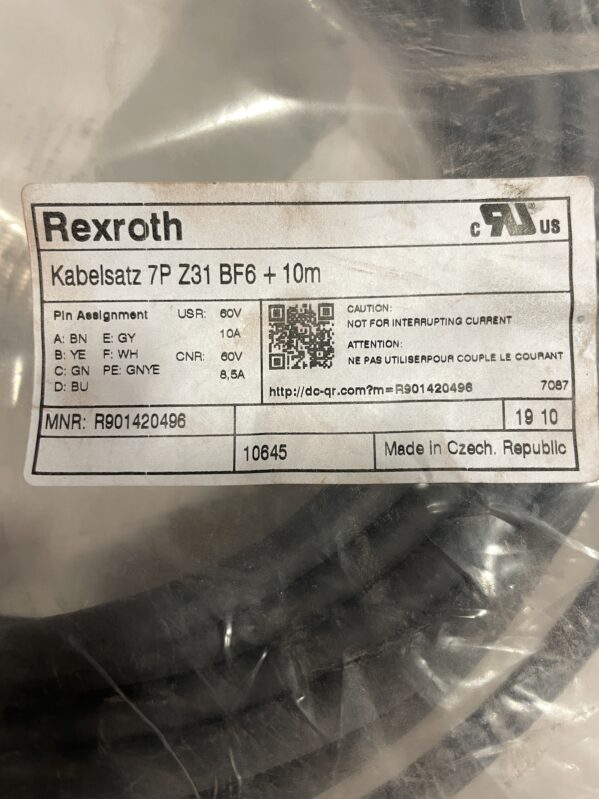 Rexroth
c RU US
Kabelsatz 7P Z31 BF6 + 10m
Pin Assignment
A: BN E: GY
B: YE F: WH
C: GN PE: GNYE
D: BU
USR: 60V
10A
CNR: 60V
8,5A
CAUTION:
NOT FOR INTERRUPTING CURRENT
ATTENTION:
NE PAS UTILISERPOUR COUPLE LE COURANT
http://dc-qr.com?m=R901420496 7087
MNR: R901420496
19 10
10645
Made in Czech. Republic